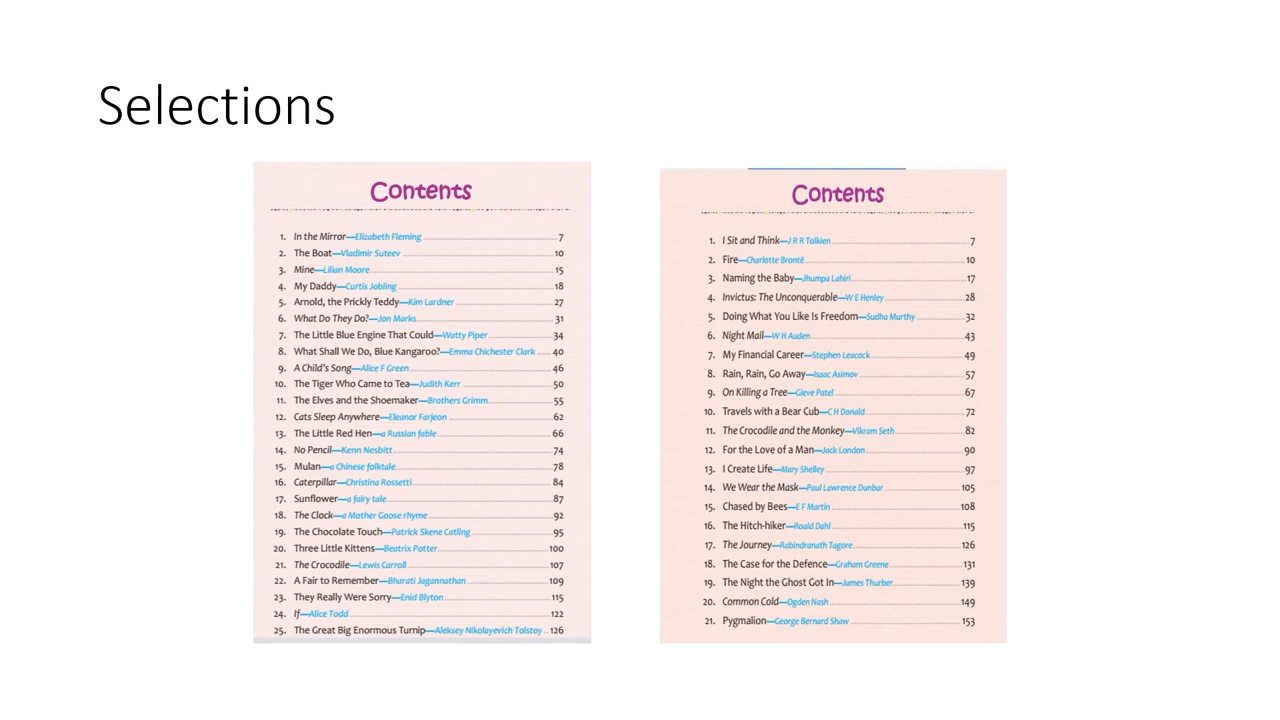 Selections
Contents
1. In the Mirror—Elizabeth Fleming 7
2. The Boat—Vladimir Suteev 10
3. Mine—Lilian Moore 15
4. My Daddy—Curtis Jobling 18
5. Arnold, the Prickly Teddy—Kim Lardner 27
6. What Do They Do?—Jon Marks 31
7. The Little Blue Engine That Could—Watty Piper 34
8. What Shall We Do, Blue Kangaroo?—Emma Chichester Clark 40
9. A Child's Song—Alice F Green 46
10. The Tiger Who Came to Tea—Judith Kerr 50
11. The Elves and the Shoemaker—Brothers Grimm 55
12. Cats Sleep Anywhere—Eleanor Farjeon 62
13. The Little Red Hen—a Russian fable 66
14. No Pencil—Kenn Nesbitt 74
15. Mulan—a Chinese folktale 78
16. Caterpillar—Christina Rossetti 84
17. Sunflower—a fairy tale 87
18. The Clock—a Mother Goose rhyme 92
19. The Chocolate Touch—Patrick Skene Catling 95
20. Three Little Kittens—Beatrix Potter 100
21. The Crocodile—Lewis Carroll 107
22. A Fair to Remember—Bharati Jagannathan 109
23. They Really Were Sorry—Enid Blyton 115
24. If—Alice Todd 122
25. The Great Big Enormous Turnip—Aleksey Nikolayevich Tolstoy 126
Contents
1. I Sit and Think—J R R Tolkien 7
2. Fire—Charlotte Brontë 10
3. Naming the Baby—Jhumpa Lahiri 17
4. Invictus: The Unconquerable—W E Henley 28
5. Doing What You Like Is Freedom—Sudha Murthy 32
6. Night Mail—W H Auden 43
7. My Financial Career—Stephen Leacock 49
8. Rain, Rain, Go Away—Isaac Asimov 57
9. On Killing a Tree—Gieve Patel 67
10. Travels with a Bear Cub—C H Donald 72
11. The Crocodile and the Monkey—Vikram Seth 82
12. For the Love of a Man—Jack London 90
13. I Create Life—Mary Shelley 97
14. We Wear the Mask—Paul Lawrence Dunbar 105
15. Chased by Bees—E F Martin 108
16. The Hitch-hiker—Roald Dahl 115
17. The Journey—Rabindranath Tagore 126
18. The Case for the Defence—Graham Greene 131
19. The Night the Ghost Got In—James Thurber 139
20. Common Cold—Ogden Nash 149
21. Pygmalion—George Bernard Shaw 153